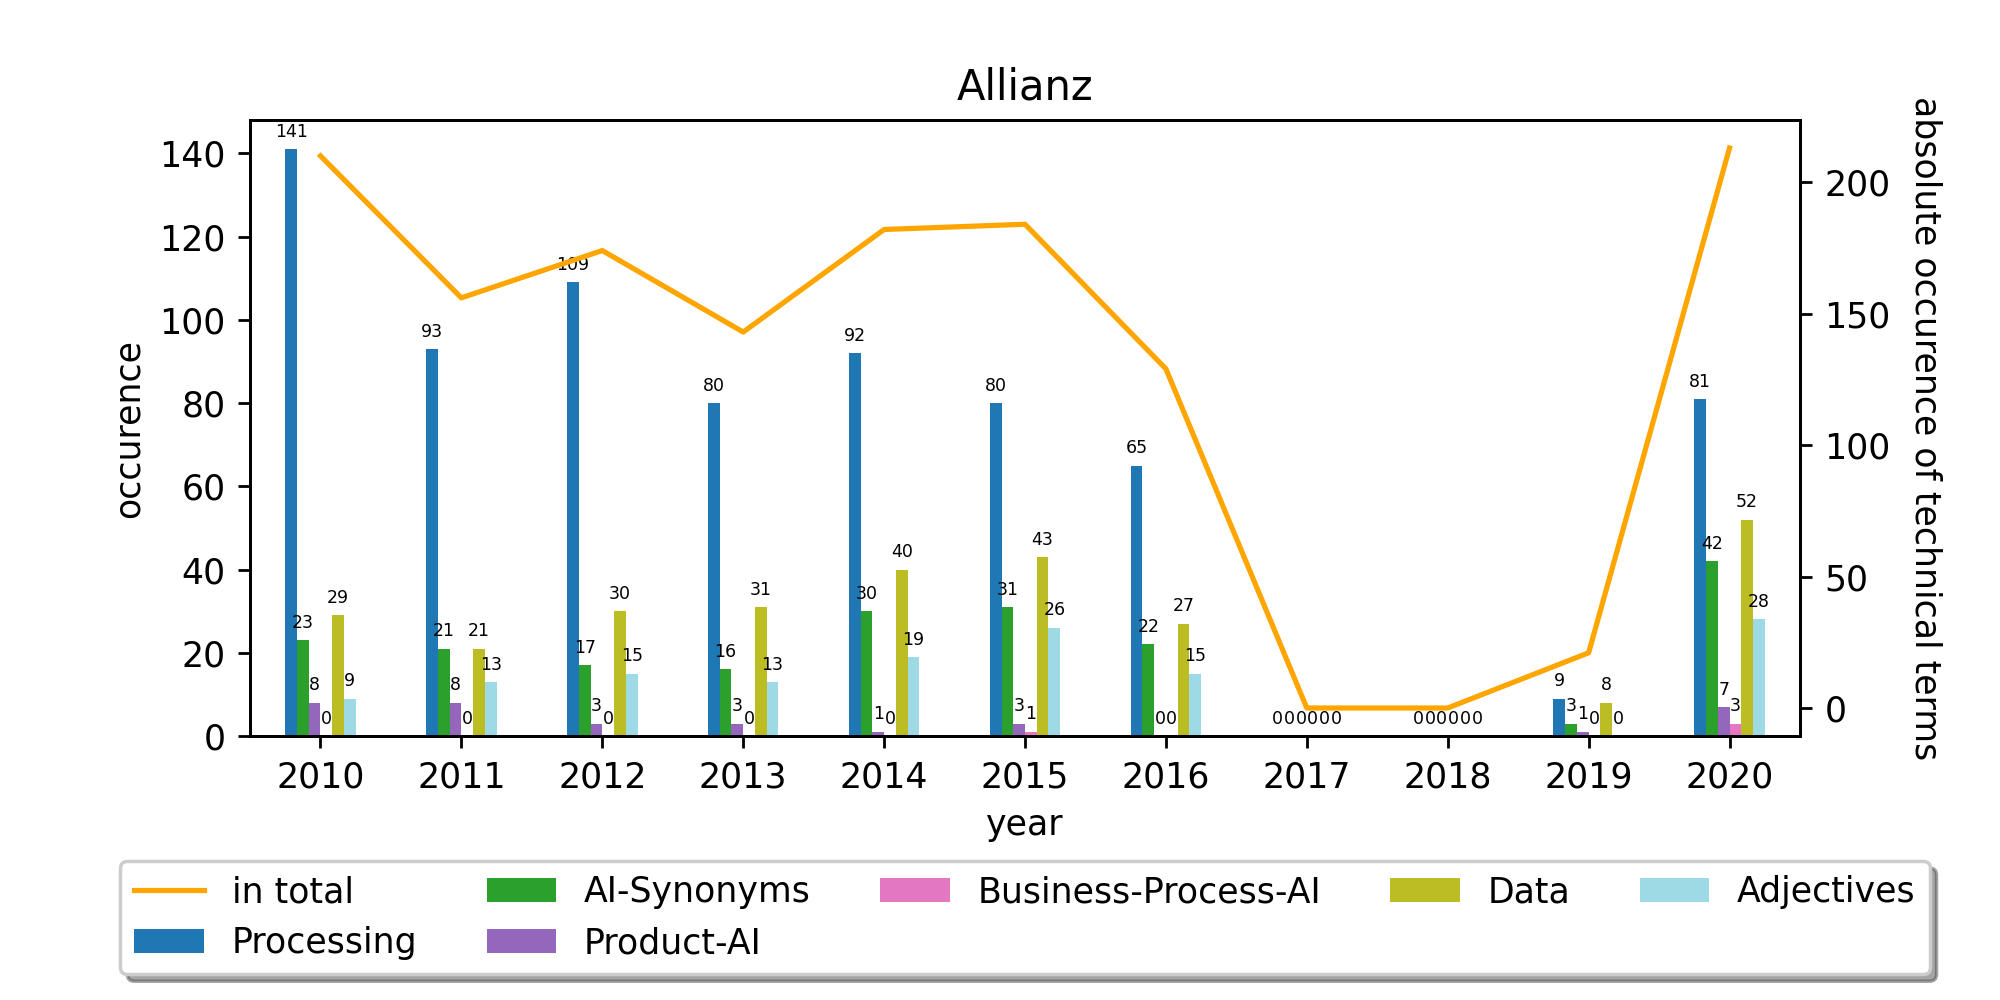 Allianz
occurence
140
120
100
80
60
40
20
0
141 23 8 0 29 9
93 21 8 0 21 13
109 17 3 0 30 15
80 16 3 0 31 13
92 30 1 0 40 19
80 31 3 1 43 26
65 22 0 0 27 15
000000
000000
9 3 1 0 8 0
81 42 7 3 52 28
200
150
100
50
0
absolute occurence of technical terms
2010 2011 2012 2013 2014 2015 2016 2017 2018 2019 2020
year
in total AI-Synonyms Business-Process-AI Data Adjectives
Processing Product-AI